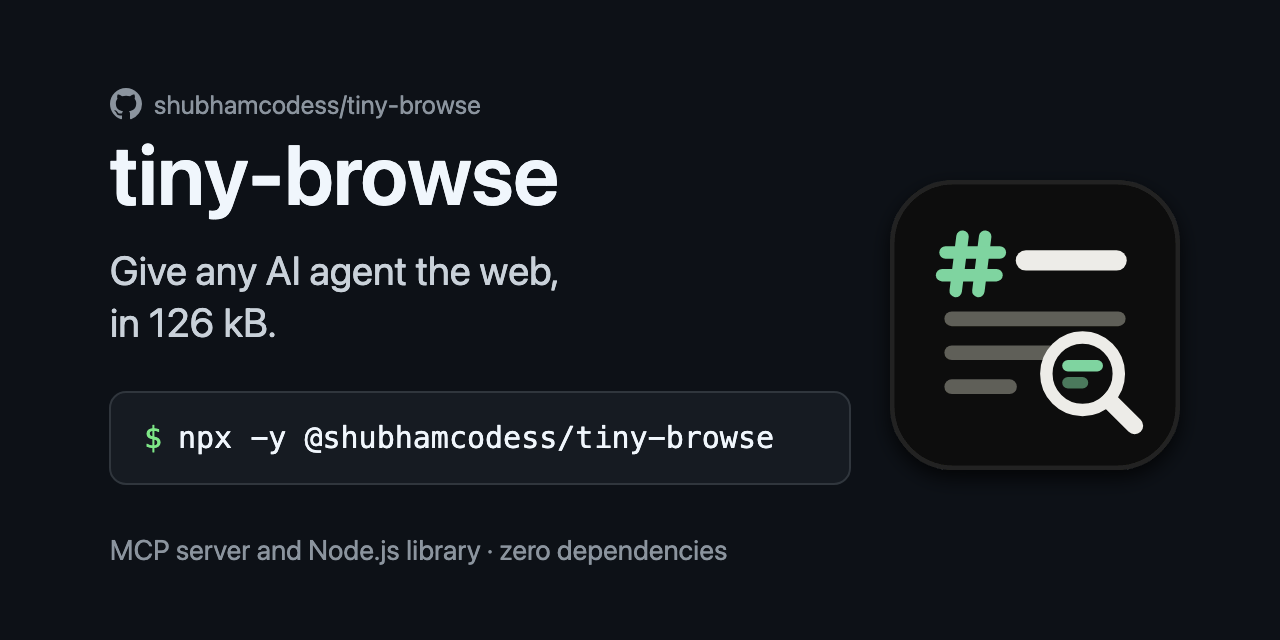 shubhamcodess/tiny-browse
tiny-browse
Give any AI agent the web,
in 126 kB.
$ npx -y @shubhamcodess/tiny-browse
MCP server and Node.js library · zero dependencies
#